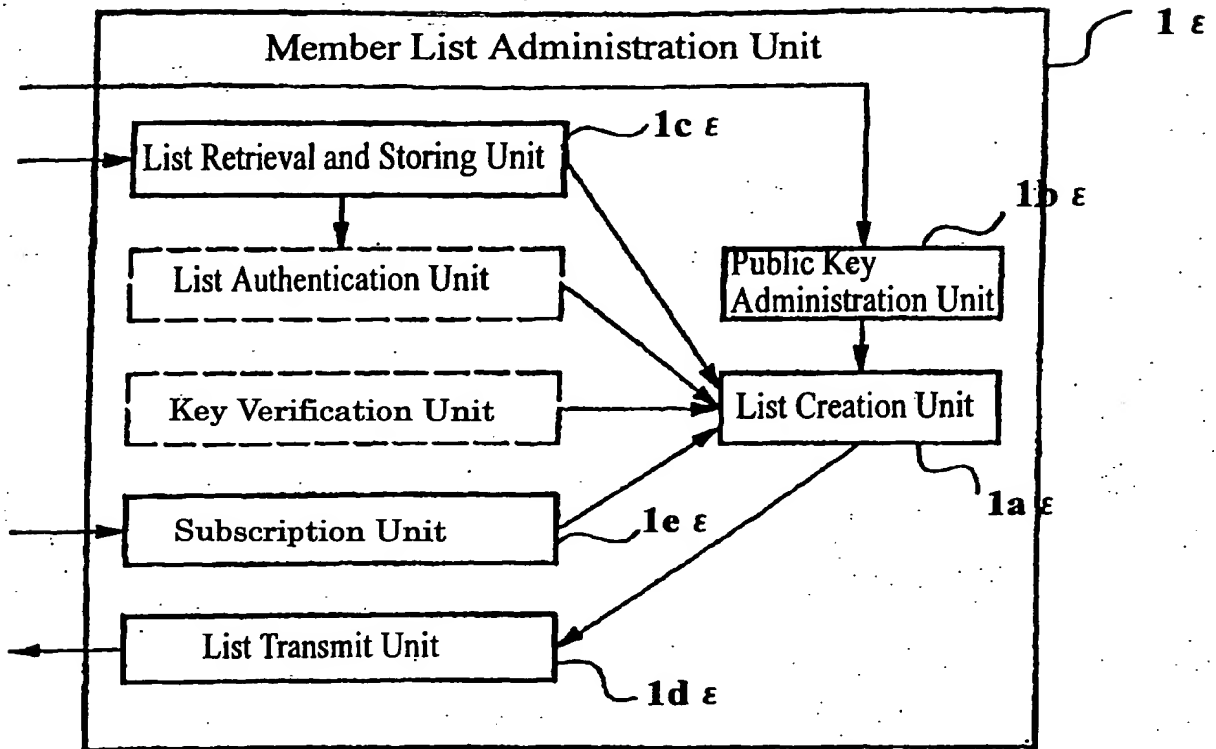 1 ε
Member List Administration Unit
1c ε
List Retrieval and Storing Unit
1b ε
List Authentication Unit
Public Key
Administration Unit
Key Verification Unit
List Creation Unit
1a ε
Subscription Unit
1e ε
List Transmit Unit
1d ε